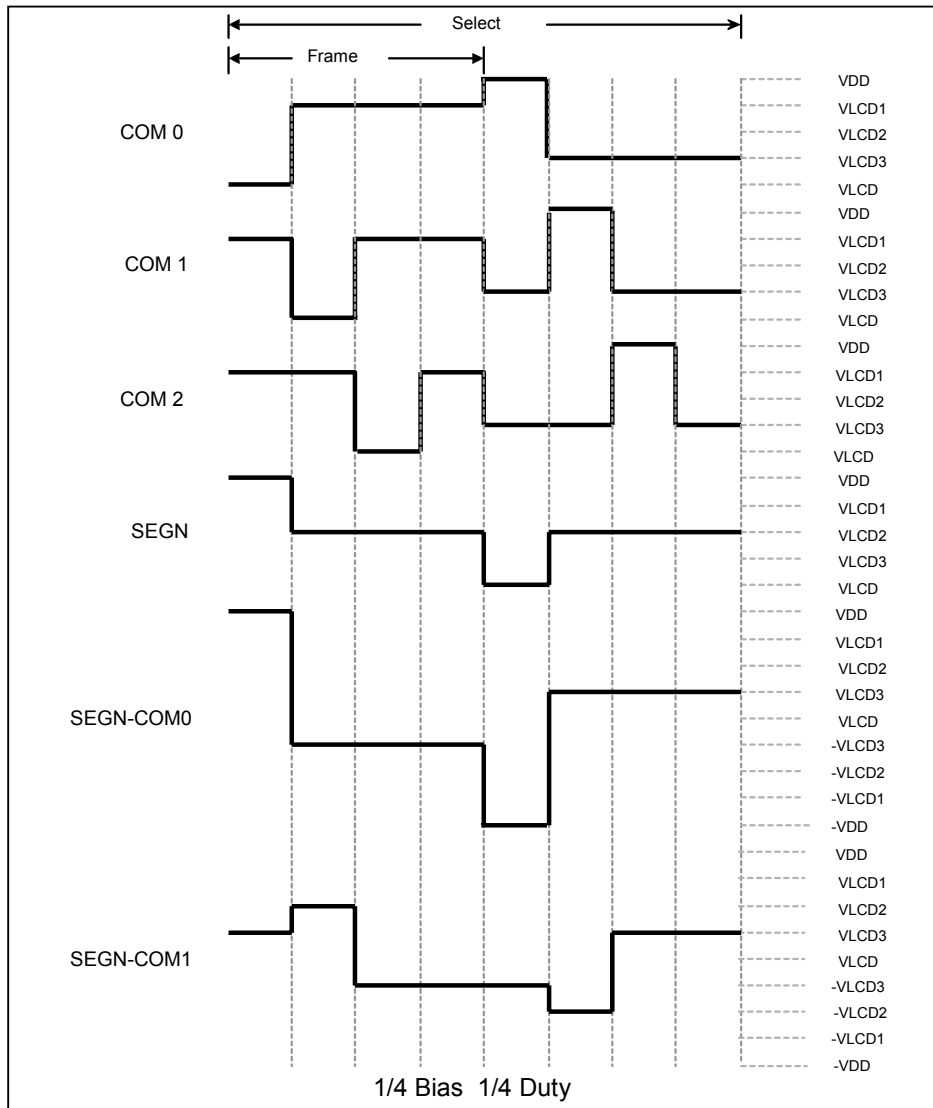 Select
Frame
COM 0
VDD
VLCD1
VLCD2
VLCD3
VLCD
COM 1
VDD
VLCD1
VLCD2
VLCD3
VLCD
COM 2
VDD
VLCD1
VLCD2
VLCD3
VLCD
SEGN
VDD
VLCD1
VLCD2
VLCD3
VLCD
SEGN-COM0
VDD
VLCD1
VLCD2
VLCD3
VLCD
-VLCD3
-VLCD2
-VLCD1
-VDD
SEGN-COM1
VDD
VLCD1
VLCD2
VLCD3
VLCD
-VLCD3
-VLCD2
-VLCD1
-VDD
1/4 Bias 1/4 Duty